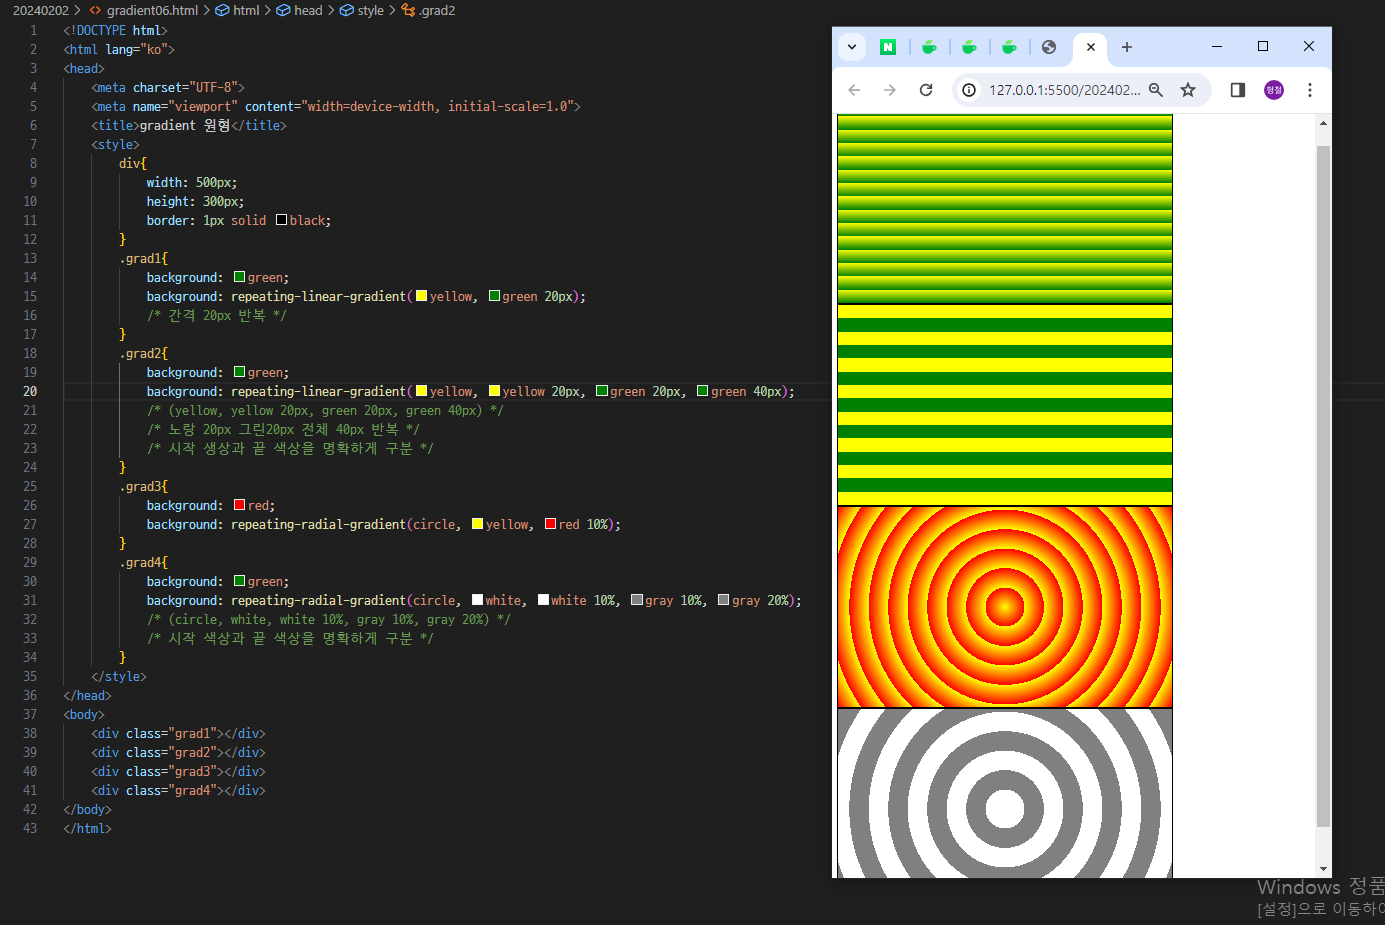 20240202 > <> gradient06.html > html > head > style > .grad2
1 <!DOCTYPE html>
2 <html lang="ko">
3 <head>
4 <meta charset="UTF-8">
5 <meta name="viewport" content="width=device-width, initial-scale=1.0">
6 <title>gradient 원형</title>
7 <style>
8 div{
9 width: 500px;
10 height: 300px;
11 border: 1px solid black;
12 }
13 .grad1{
14 background: green;
15 background: repeating-linear-gradient(yellow, green 20px);
16 /* 간격 20px 반복 */
17 }
18 .grad2{
19 background: green;
20 background: repeating-linear-gradient(yellow, yellow 20px, green 20px, green 40px);
21 /* (yellow, yellow 20px, green 20px, green 40px) */
22 /* 노랑 20px 그린20px 전체 40px 반복 */
23 /* 시작 생상과 끝 색상을 명확하게 구분 */
24 }
25 .grad3{
26 background: red;
27 background: repeating-radial-gradient(circle, yellow, red 10%);
28 }
29 .grad4{
30 background: green;
31 background: repeating-radial-gradient(circle, white, white 10%, gray 10%, gray 20%);
32 /* (circle, white, white 10%, gray 10%, gray 20%) */
33 /* 시작 색상과 끝 색상을 명확하게 구분 */
34 }
35 </style>
36 </head>
37 <body>
38 <div class="grad1"></div>
39 <div class="grad2"></div>
40 <div class="grad3"></div>
41 <div class="grad4"></div>
42 </body>
43 </html>
N
127.0.0.1:5500/202402...
형철
Windows 정품
[설정]으로 이동하여